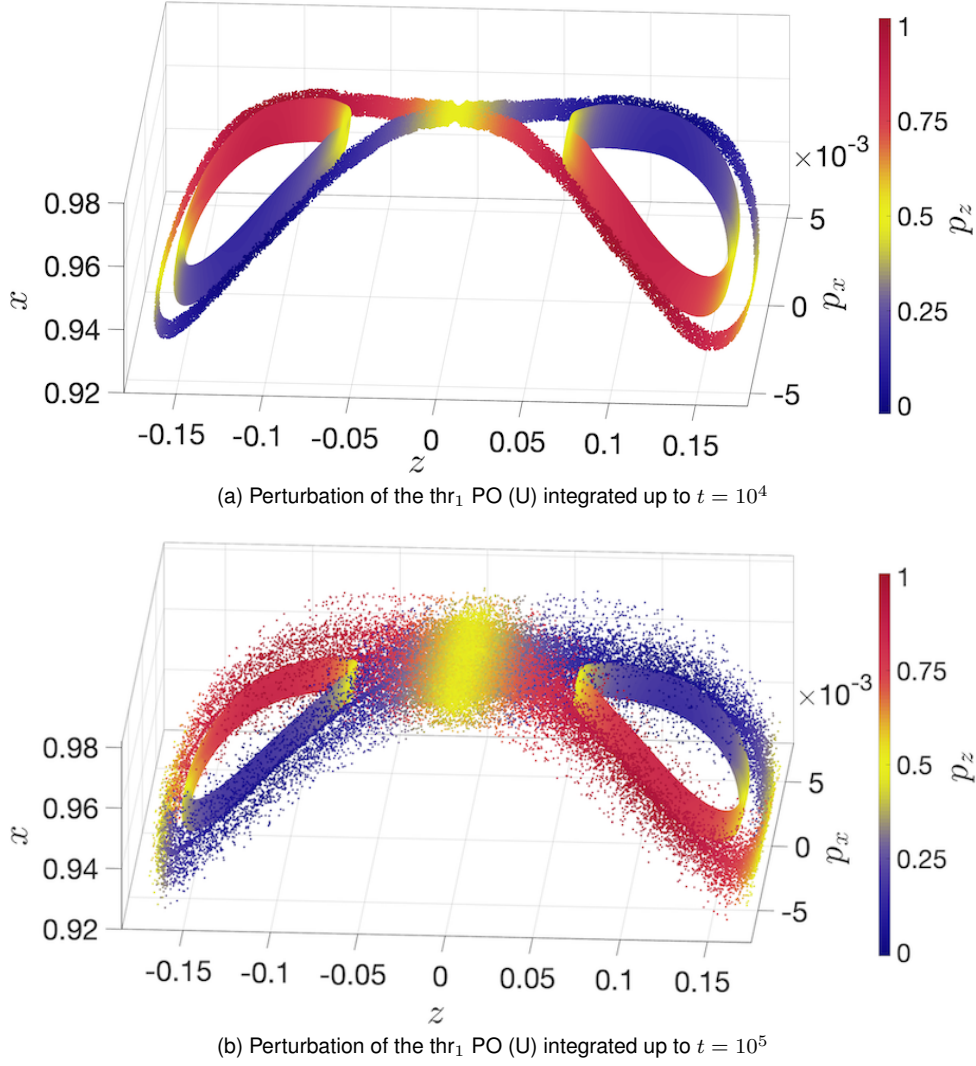 1
0.75
0.5
0.25
0
p_z
×10⁻³
5
0
-5
p_x
0.98
0.96
0.94
0.92
x
-0.15 -0.1 -0.05 0 0.05 0.1 0.15
z
(a) Perturbation of the thr₁ PO (U) integrated up to t = 10⁴
1
0.75
0.5
0.25
0
p_z
×10⁻³
5
0
-5
p_x
0.98
0.96
0.94
0.92
x
-0.15 -0.1 -0.05 0 0.05 0.1 0.15
z
(b) Perturbation of the thr₁ PO (U) integrated up to t = 10⁵